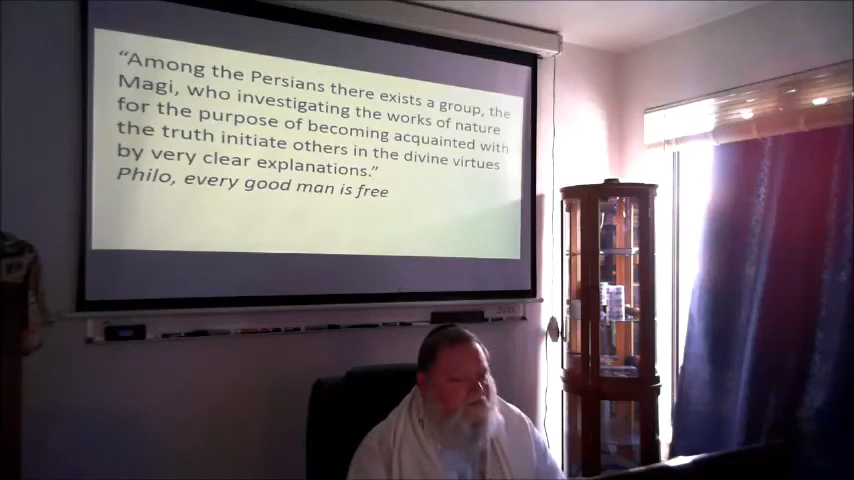 “Among the Persians there exists a group, the
Magi, who investigating the works of nature
for the purpose of becoming acquainted with
the truth initiate others in the divine virtues
by very clear explanations.”
Philo, every good man is free